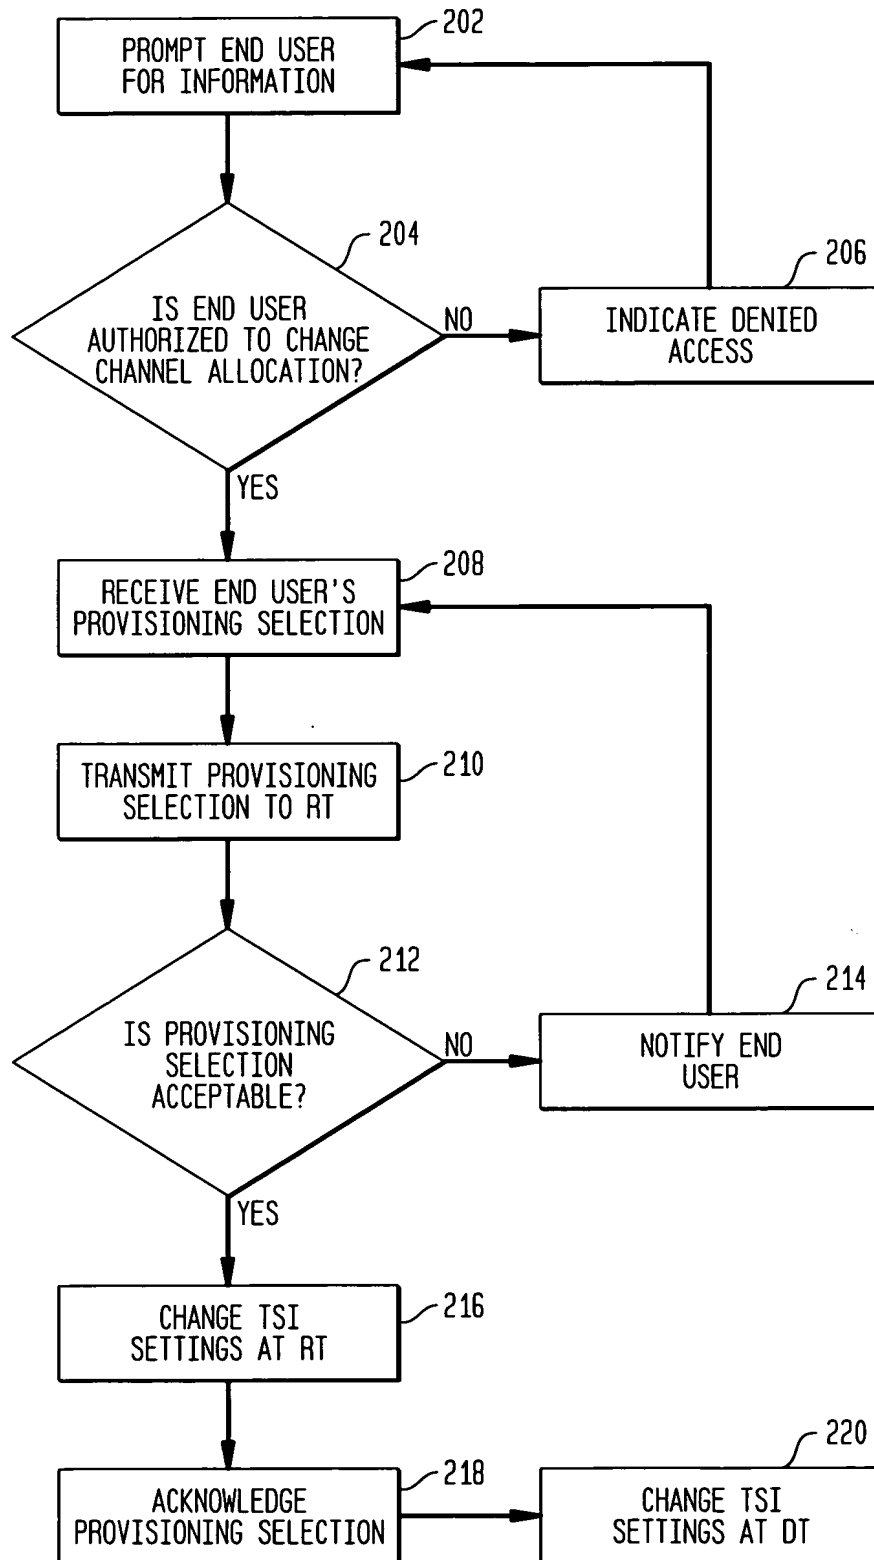 202
PROMPT END USER
FOR INFORMATION
204
IS END USER
AUTHORIZED TO CHANGE
CHANNEL ALLOCATION?
NO
206
INDICATE DENIED
ACCESS
YES
208
RECEIVE END USER'S
PROVISIONING SELECTION
210
TRANSMIT PROVISIONING
SELECTION TO RT
212
IS PROVISIONING
SELECTION
ACCEPTABLE?
NO
214
NOTIFY END
USER
YES
216
CHANGE TSI
SETTINGS AT RT
218
ACKNOWLEDGE
PROVISIONING SELECTION
220
CHANGE TSI
SETTINGS AT DT